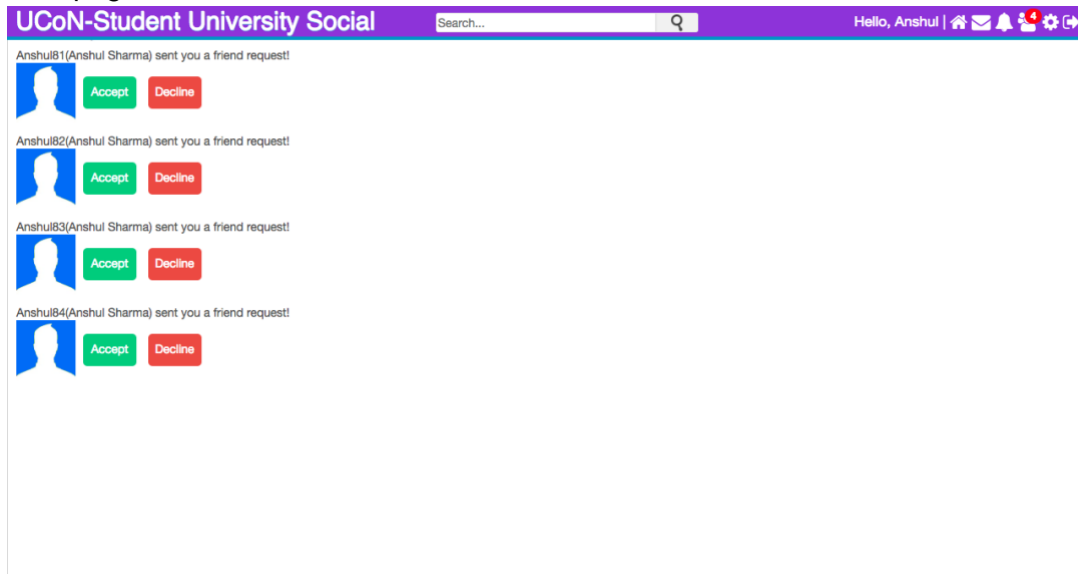 UCoN-Student University Social
Search...
Hello, Anshul |
4
Anshul81(Anshul Sharma) sent you a friend request!
Accept Decline
Anshul82(Anshul Sharma) sent you a friend request!
Accept Decline
Anshul83(Anshul Sharma) sent you a friend request!
Accept Decline
Anshul84(Anshul Sharma) sent you a friend request!
Accept Decline